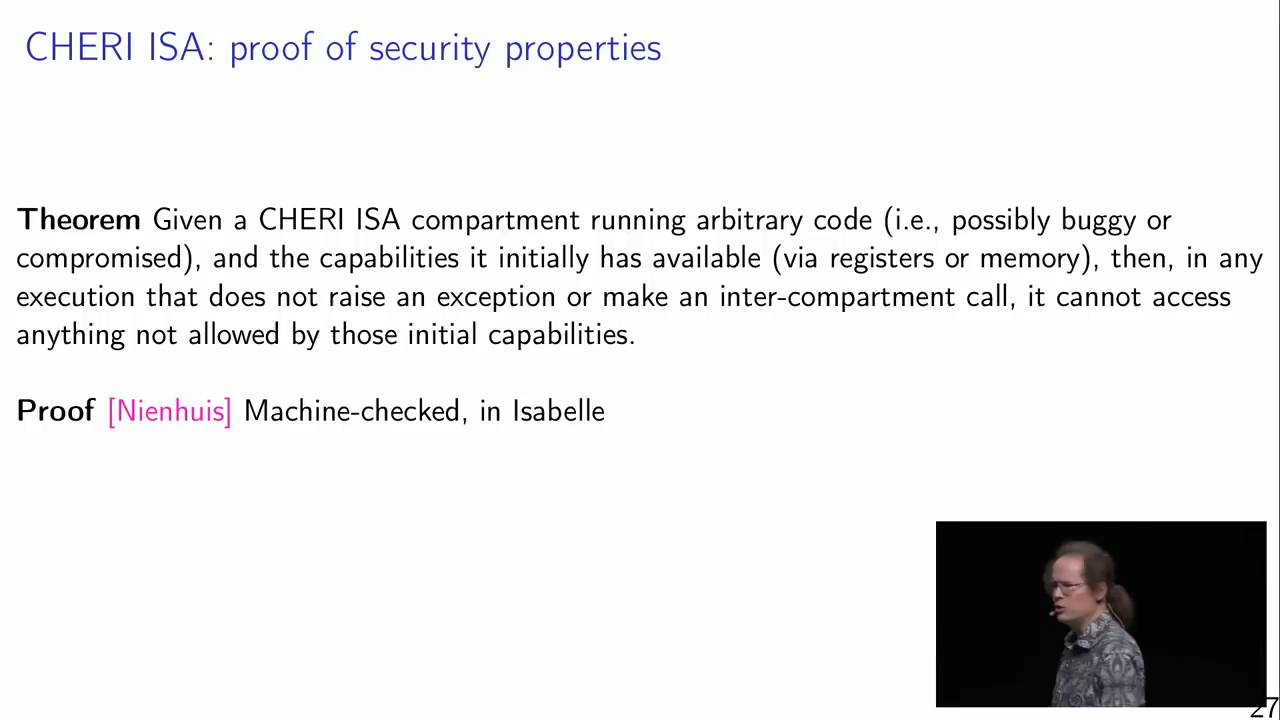 CHERI ISA: proof of security properties
Theorem Given a CHERI ISA compartment running arbitrary code (i.e., possibly buggy or
compromised), and the capabilities it initially has available (via registers or memory), then, in any
execution that does not raise an exception or make an inter-compartment call, it cannot access
anything not allowed by those initial capabilities.
Proof [Nienhuis] Machine-checked, in Isabelle
27